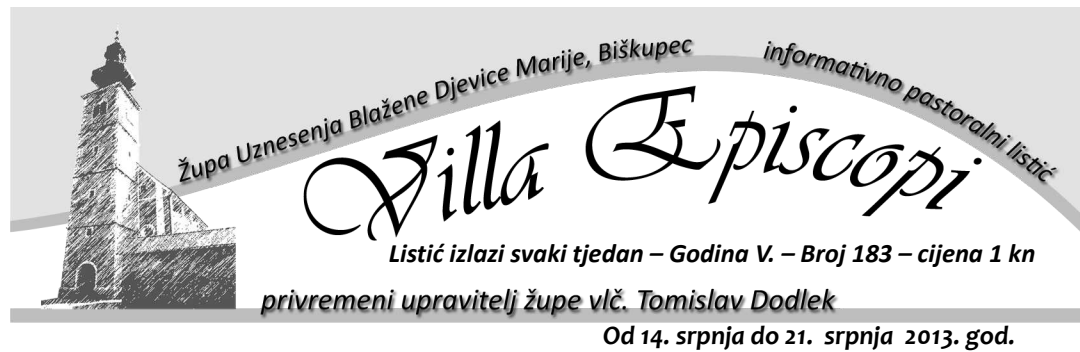 Župa Uznesenja Blažene Djevice Marije, Biškupec
informativno pastoralni listić
Villa Episcopi
Listić izlazi svaki tjedan – Godina V. – Broj 183 – cijena 1 kn
privremeni upravitelj župe vlč. Tomislav Dodlek
Od 14. srpnja do 21. srpnja 2013. god.